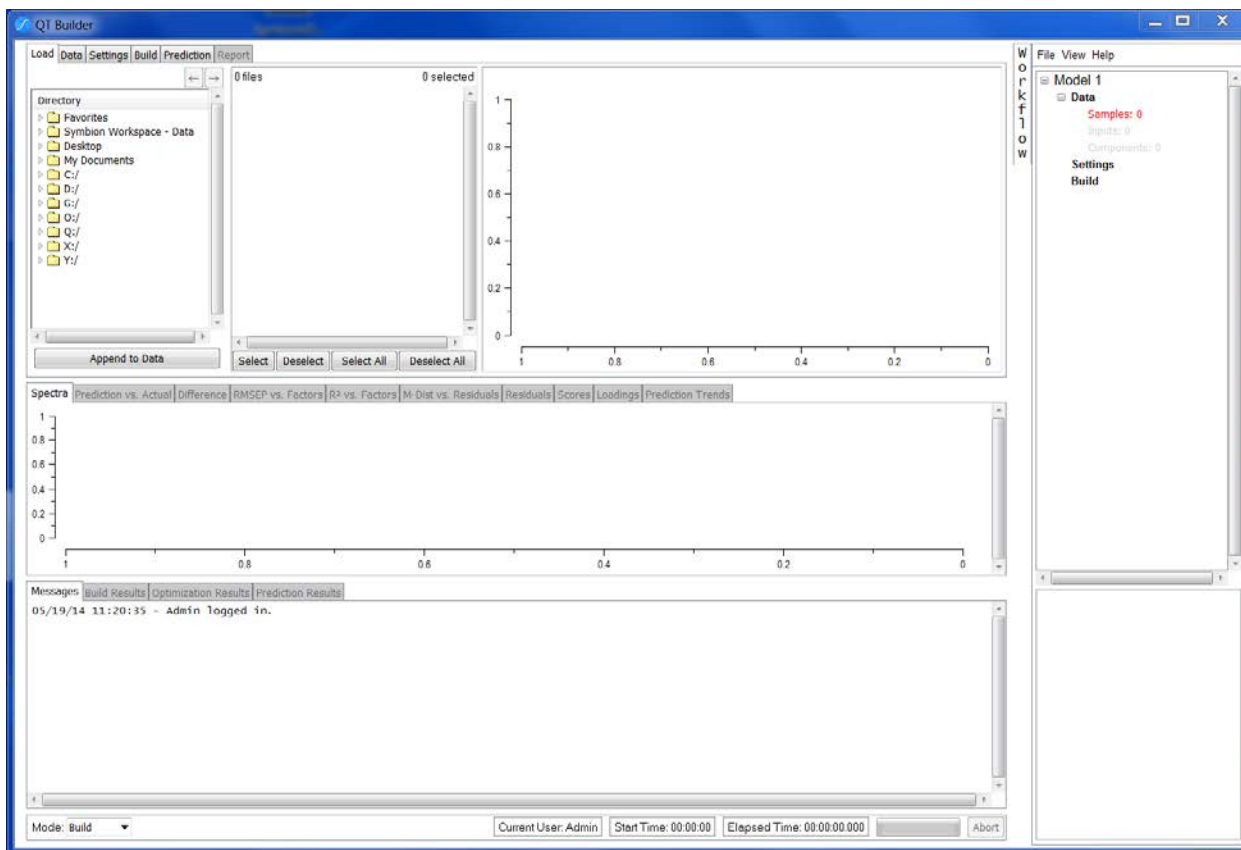 QT Builder
Load Data Settings Build Prediction Report
Workflow
File View Help
← →
0 files 0 selected
Directory
Favorites
Symbion Workspace - Data
Desktop
My Documents
C:/
D:/
G:/
O:/
Q:/
X:/
Y:/
Append to Data
Select Deselect Select All Deselect All
1
0.8
0.6
0.4
0.2
0
1 0.8 0.6 0.4 0.2 0
Model 1
Data
Samples: 0
Inputs: 0
Components: 0
Settings
Build
Spectra Prediction vs. Actual Difference RMSEP vs. Factors R² vs. Factors M-Dist vs. Residuals Residuals Scores Loadings Prediction Trends
1
0.8
0.6
0.4
0.2
0
1 0.8 0.6 0.4 0.2 0
Messages Build Results Optimization Results Prediction Results
05/19/14 11:20:35 - Admin logged in.
Mode: Build Current User: Admin Start Time: 00:00:00 Elapsed Time: 00:00:00.000 Abort